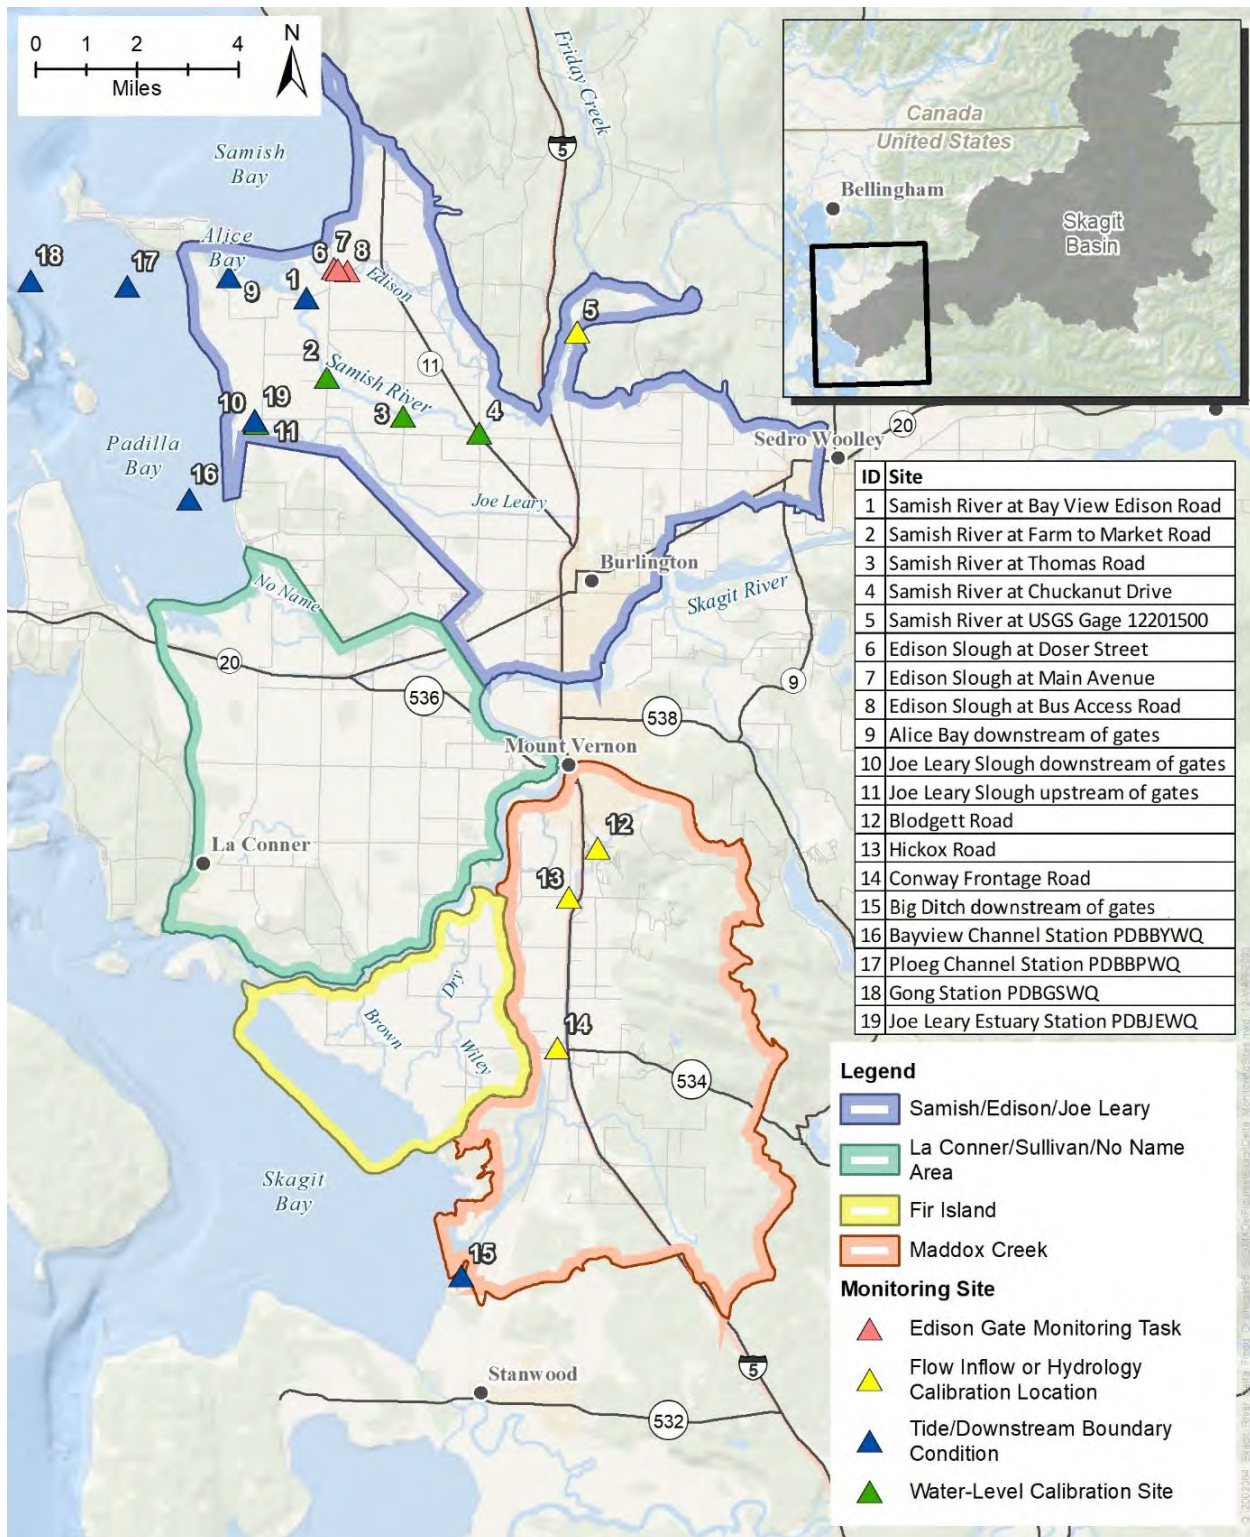 0 1 2 4
Miles
N
Samish
Bay
Friday Creek
5
Canada
United States
Bellingham
Skagit
Basin
Alice
Bay
18
17
9
1
6
7
8
Edison
5
2
Samish River
11
3
4
10
19
11
Padilla
Bay
16
Joe Leary
Sedro Woolley
20
Burlington
Skagit River
No Name
20
536
538
9
Mount Vernon
La Conner
12
13
Dry
Brown
Wiley
14
534
Skagit
Bay
15
Stanwood
532
5
ID Site
1 Samish River at Bay View Edison Road
2 Samish River at Farm to Market Road
3 Samish River at Thomas Road
4 Samish River at Chuckanut Drive
5 Samish River at USGS Gage 12201500
6 Edison Slough at Doser Street
7 Edison Slough at Main Avenue
8 Edison Slough at Bus Access Road
9 Alice Bay downstream of gates
10 Joe Leary Slough downstream of gates
11 Joe Leary Slough upstream of gates
12 Blodgett Road
13 Hickox Road
14 Conway Frontage Road
15 Big Ditch downstream of gates
16 Bayview Channel Station PDBBYWQ
17 Ploeg Channel Station PDBBPWQ
18 Gong Station PDBGSWQ
19 Joe Leary Estuary Station PDBJEWQ
Legend
Samish/Edison/Joe Leary
La Conner/Sullivan/No Name
Area
Fir Island
Maddox Creek
Monitoring Site
Edison Gate Monitoring Task
Flow Inflow or Hydrology
Calibration Location
Tide/Downstream Boundary
Condition
Water-Level Calibration Site